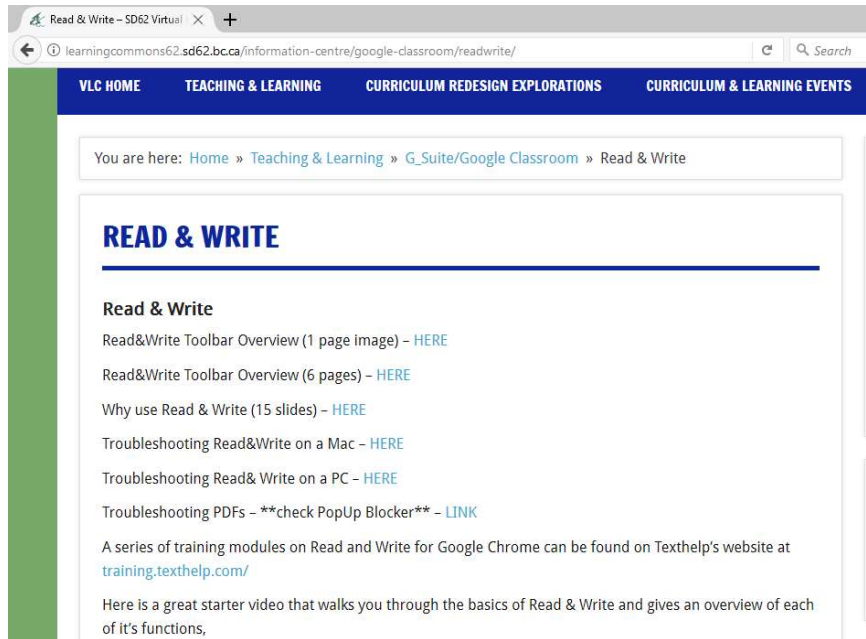 Read & Write – SD62 Virtual
learningcommons62.sd62.bc.ca/information-centre/google-classroom/readwrite/
Search
VLC HOME TEACHING & LEARNING CURRICULUM REDESIGN EXPLORATIONS CURRICULUM & LEARNING EVENTS
You are here: Home » Teaching & Learning » G_Suite/Google Classroom » Read & Write
READ & WRITE
Read & Write
Read&Write Toolbar Overview (1 page image) – HERE
Read&Write Toolbar Overview (6 pages) – HERE
Why use Read & Write (15 slides) – HERE
Troubleshooting Read&Write on a Mac – HERE
Troubleshooting Read& Write on a PC – HERE
Troubleshooting PDFs – **check PopUp Blocker** – LINK
A series of training modules on Read and Write for Google Chrome can be found on Texthelp's website at
training.texthelp.com/
Here is a great starter video that walks you through the basics of Read & Write and gives an overview of each
of it's functions,